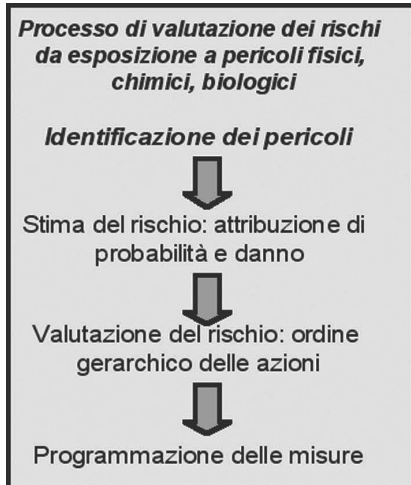 Processo di valutazione dei rischi
da esposizione a pericoli fisici,
chimici, biologici
Identificazione dei pericoli
Stima del rischio: attribuzione di
probabilità e danno
Valutazione del rischio: ordine
gerarchico delle azioni
Programmazione delle misure